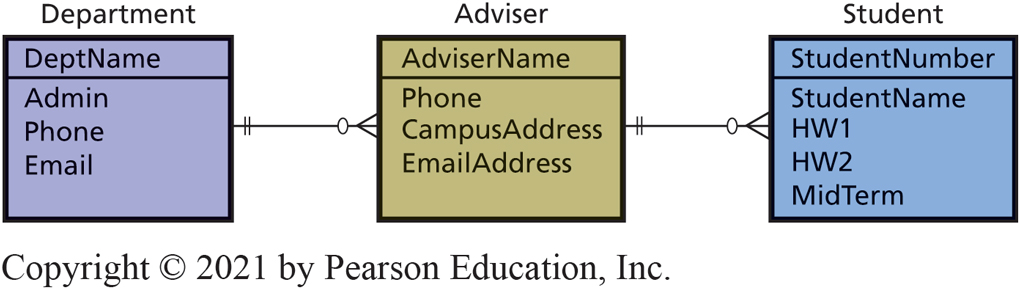 Department
DeptName
Admin
Phone
Email
Adviser
AdviserName
Phone
CampusAddress
EmailAddress
Student
StudentNumber
StudentName
HW1
HW2
MidTerm
Copyright © 2021 by Pearson Education, Inc.